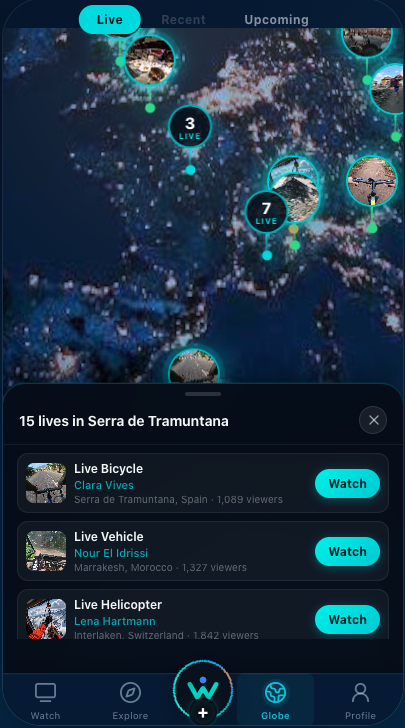 Live Recent Upcoming
3
LIVE
7
LIVE
15 lives in Serra de Tramuntana
Live Bicycle
Clara Vives
Serra de Tramuntana, Spain · 1,089 viewers
Watch
Live Vehicle
Nour El Idrissi
Marrakesh, Morocco · 1,327 viewers
Watch
Live Helicopter
Lena Hartmann
Interlaken, Switzerland · 1,842 viewers
Watch
Watch Explore Globe Profile